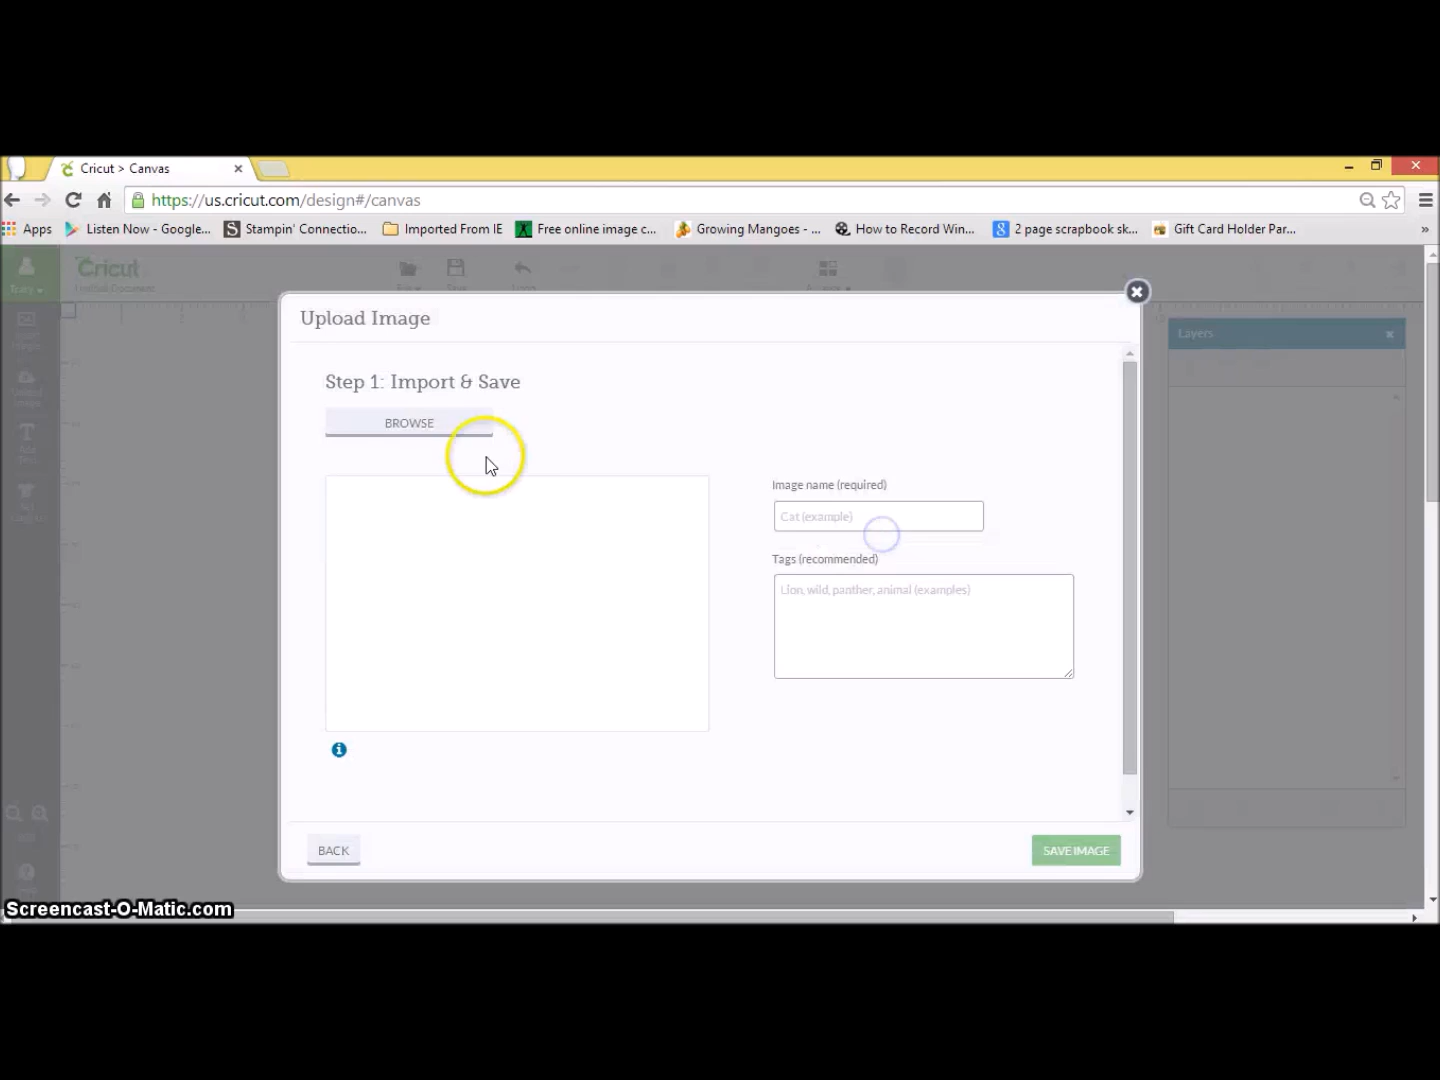 Cricut > Canvas
https://us.cricut.com/design#/canvas
Apps
Listen Now - Google...
Stampin' Connectio...
Imported From IE
Free online image c...
Growing Mangoes - ...
How to Record Win...
2 page scrapbook sk...
Gift Card Holder Par...
»
Cricut
Layers
Upload Image
Step 1: Import & Save
BROWSE
Image name (required)
Cat (example)
Tags (recommended)
Lion, wild, panther, animal (examples)
BACK
SAVE IMAGE
Screencast-O-Matic.com